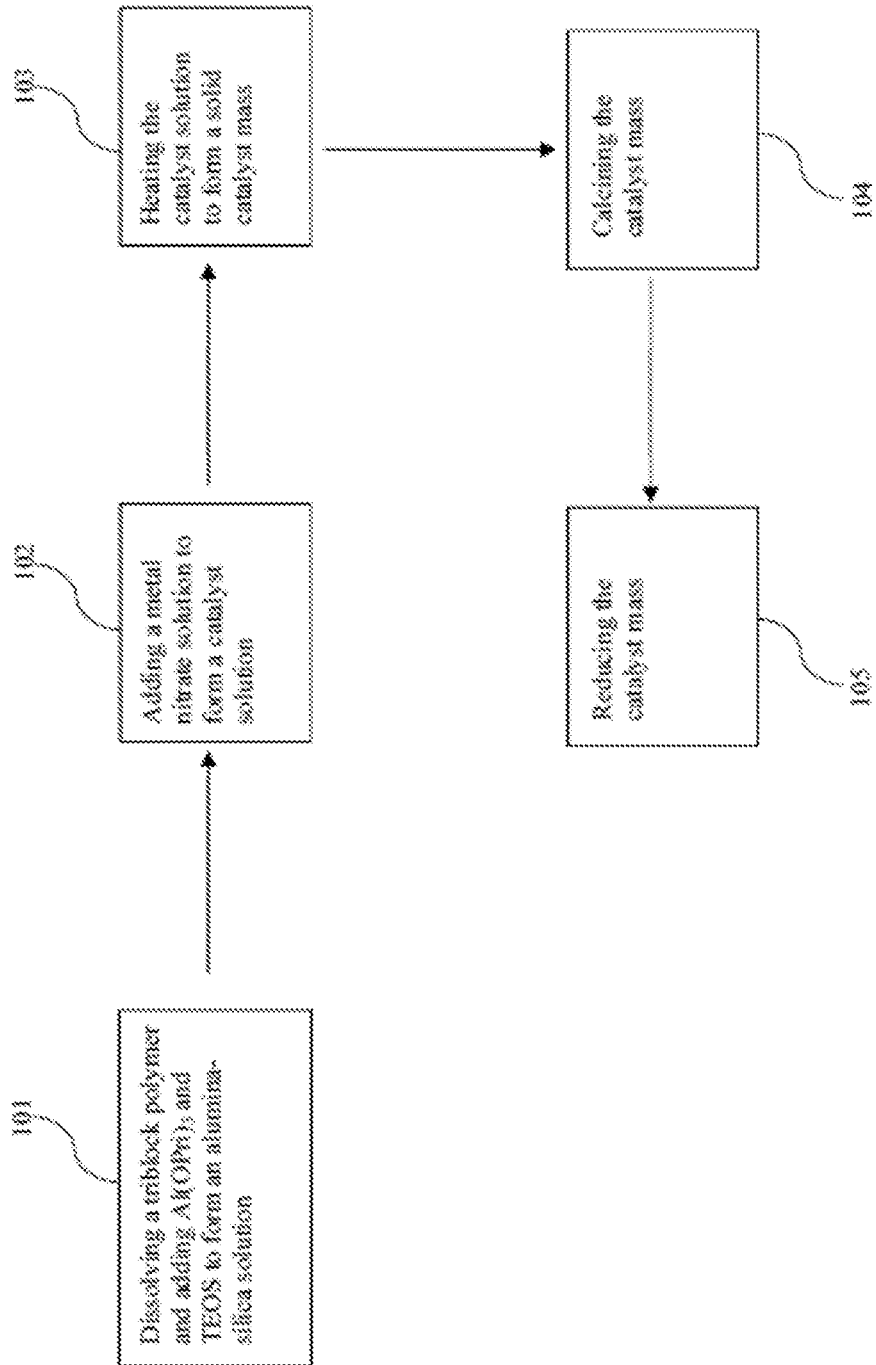 101
Dissolving a triblock polymer
and adding Al(OPri)₃ and
TEOS to form an alumina-
silica solution
102
Adding a metal
nitrate solution to
form a catalyst
solution
103
Heating the
catalyst solution
to form a solid
catalyst mass
Calcining the
catalyst mass
104
Reducing the
catalyst mass
105